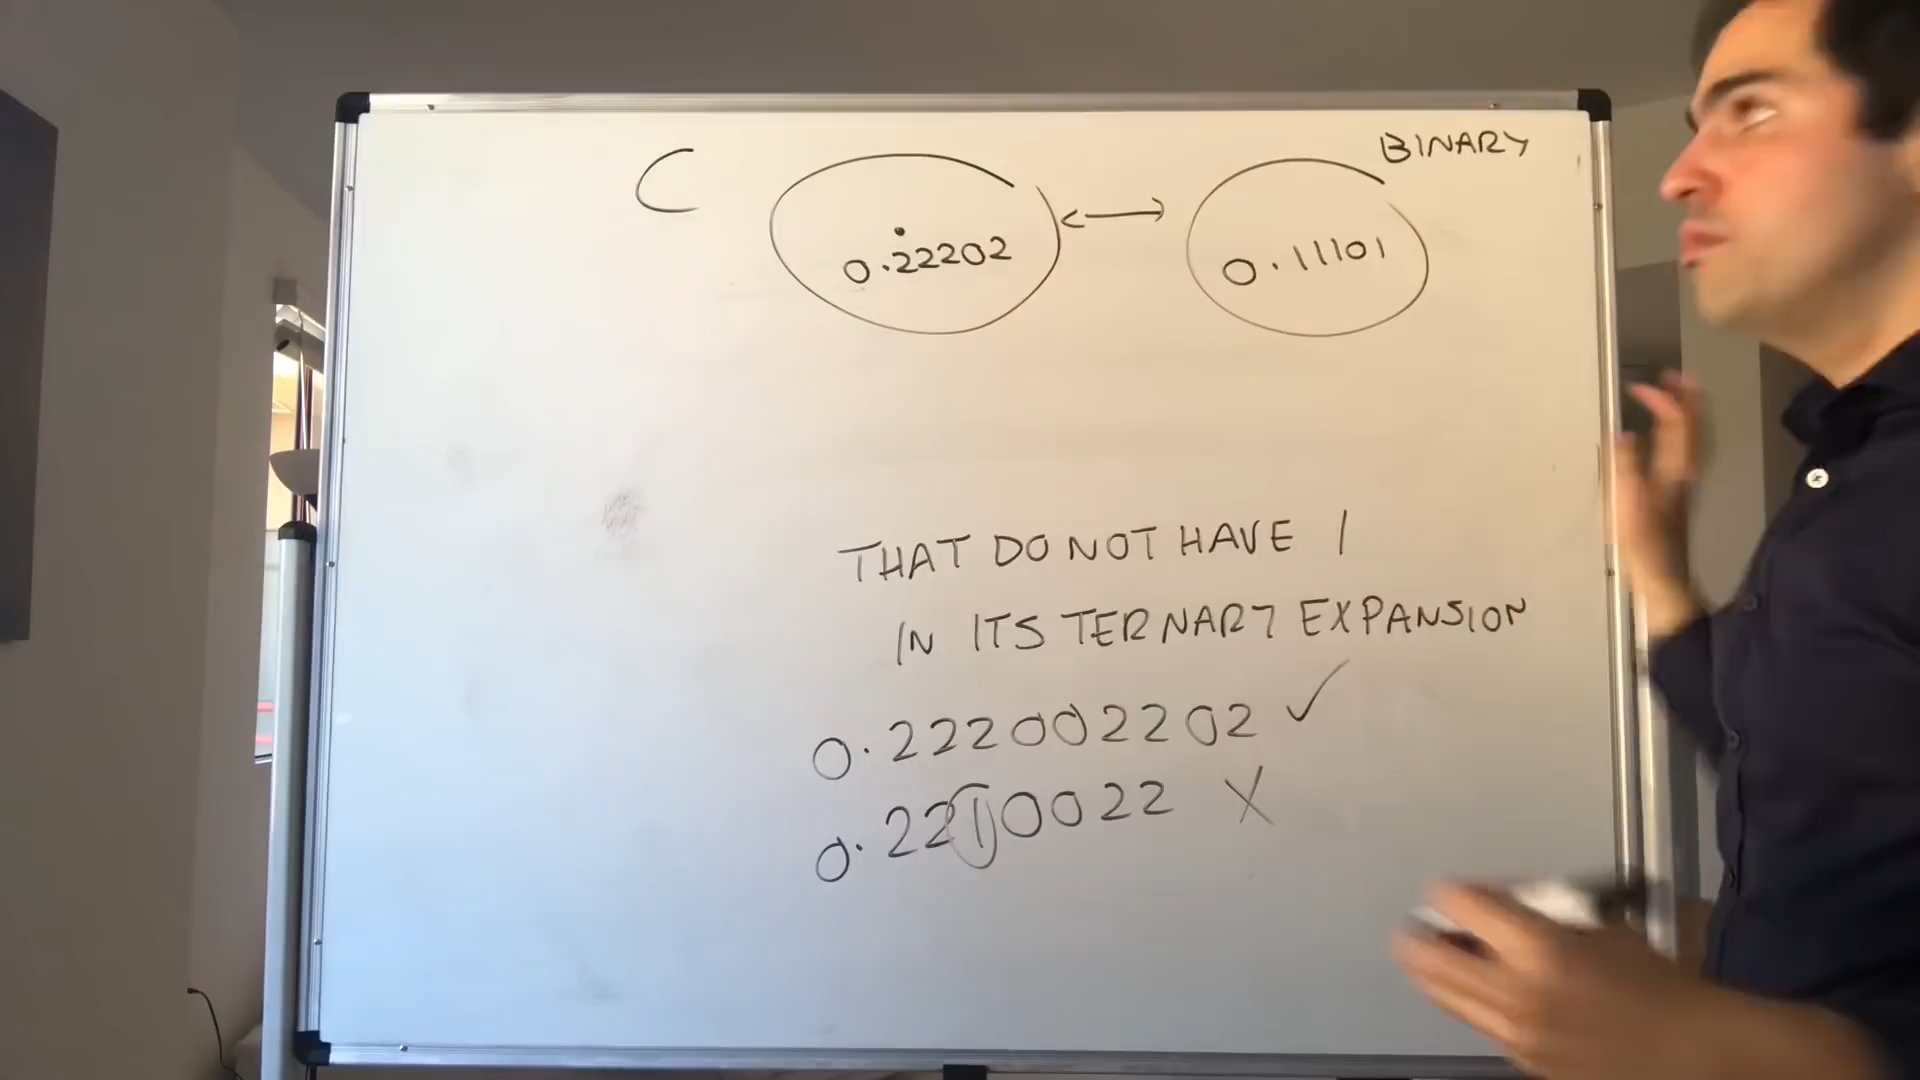 BINARY
C 0.22202 ↔ 0.11101
THAT DO NOT HAVE 1
IN ITS TERNARY EXPANSION
0.222002202 ✓
0.2210022 X